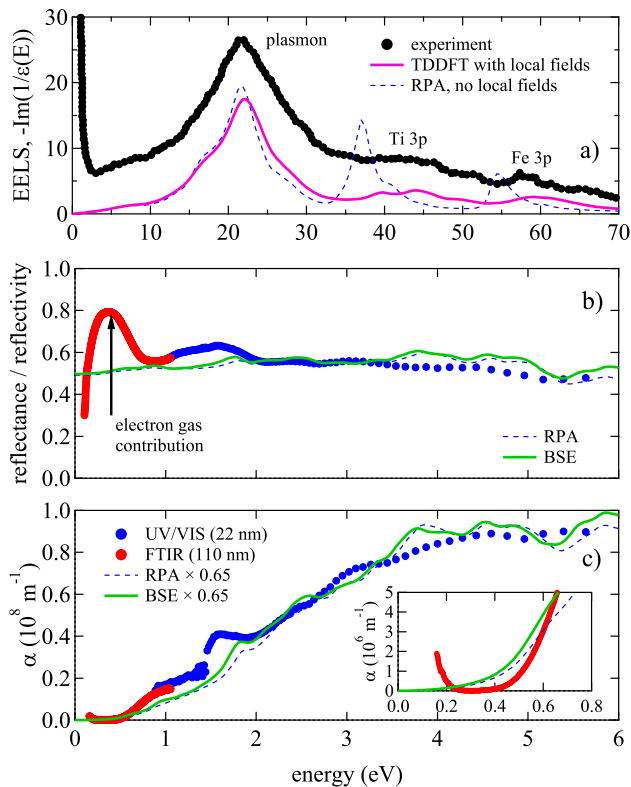 30
20
10
0
EELS, -Im(1/ε(E))
plasmon
experiment
TDDFT with local fields
RPA, no local fields
Ti 3p
Fe 3p
a)
0 10 20 30 40 50 60 70
1.0
0.8
0.6
0.4
0.2
0.0
reflectance / reflectivity
b)
electron gas
contribution
RPA
BSE
1.0
0.8
0.6
0.4
0.2
0.0
α (10⁸ m⁻¹)
UV/VIS (22 nm)
FTIR (110 nm)
RPA × 0.65
BSE × 0.65
c)
5
4
3
2
1
0
α (10⁶ m⁻¹)
0.0 0.2 0.4 0.6 0.8
0 1 2 3 4 5 6
energy (eV)